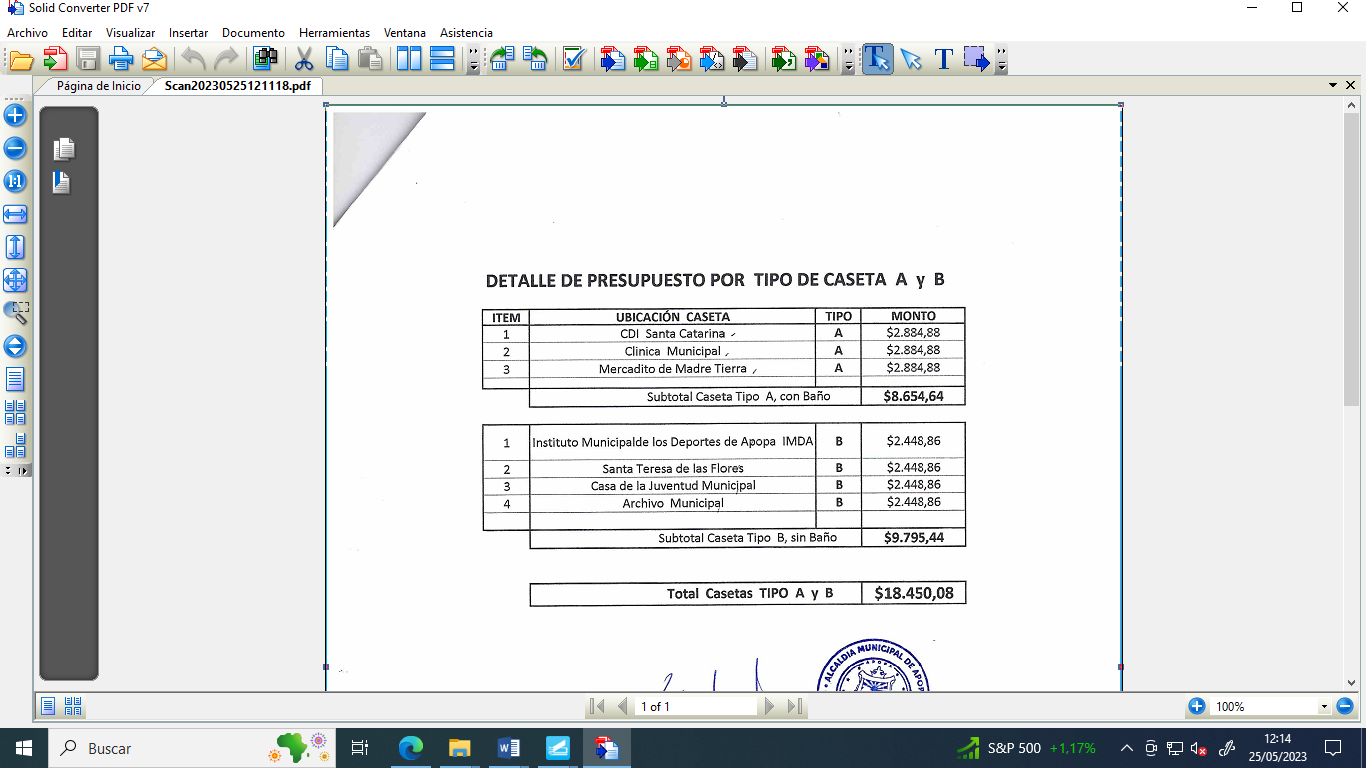 Solid Converter PDF v7
Archivo Editar Visualizar Insertar Documento Herramientas Ventana Asistencia
Página de Inicio Scan20230525121118.pdf
DETALLE DE PRESUPUESTO POR TIPO DE CASETA A y B
ITEM UBICACIÓN CASETA TIPO MONTO
1 CDI Santa Catarina A $2.884,88
2 Clinica Municipal A $2.884,88
3 Mercadito de Madre Tierra A $2.884,88
Subtotal Caseta Tipo A, con Baño $8.654,64
1 Instituto Municipalde los Deportes de Apopa IMDA B $2.448,86
2 Santa Teresa de las Flores B $2.448,86
3 Casa de la Juventud Municipal B $2.448,86
4 Archivo Municipal B $2.448,86
Subtotal Caseta Tipo B, sin Baño $9.795,44
Total Casetas TIPO A y B $18.450,08
ALCALDIA MUNICIPAL DE APOPA
1 of 1
100%
Buscar
S&P 500 +1,17%
12:14
25/05/2023